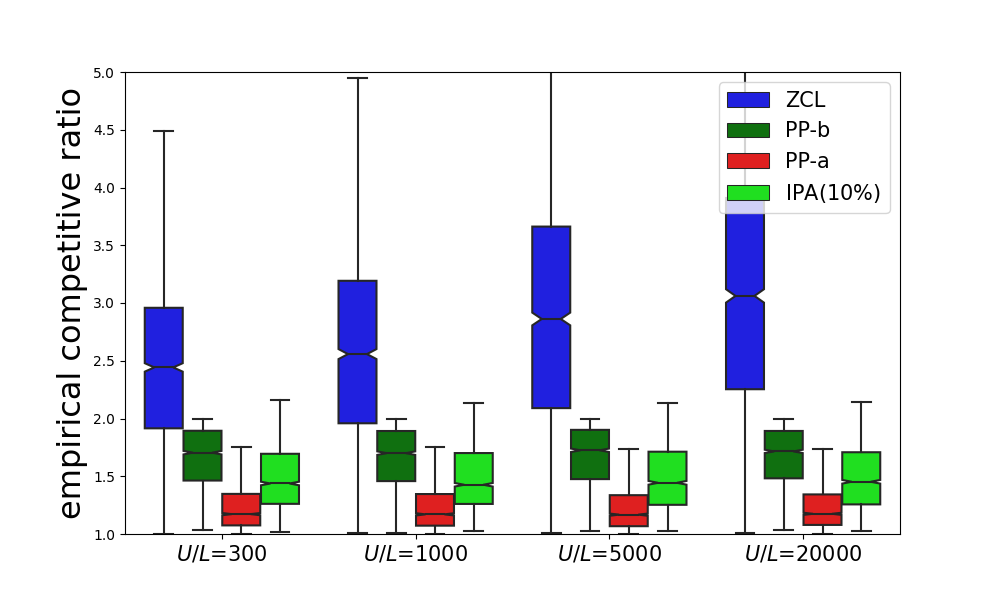 empirical competitive ratio
5.0
4.5
4.0
3.5
3.0
2.5
2.0
1.5
1.0
ZCL
PP-b
PP-a
IPA(10%)
U/L=300
U/L=1000
U/L=5000
U/L=20000